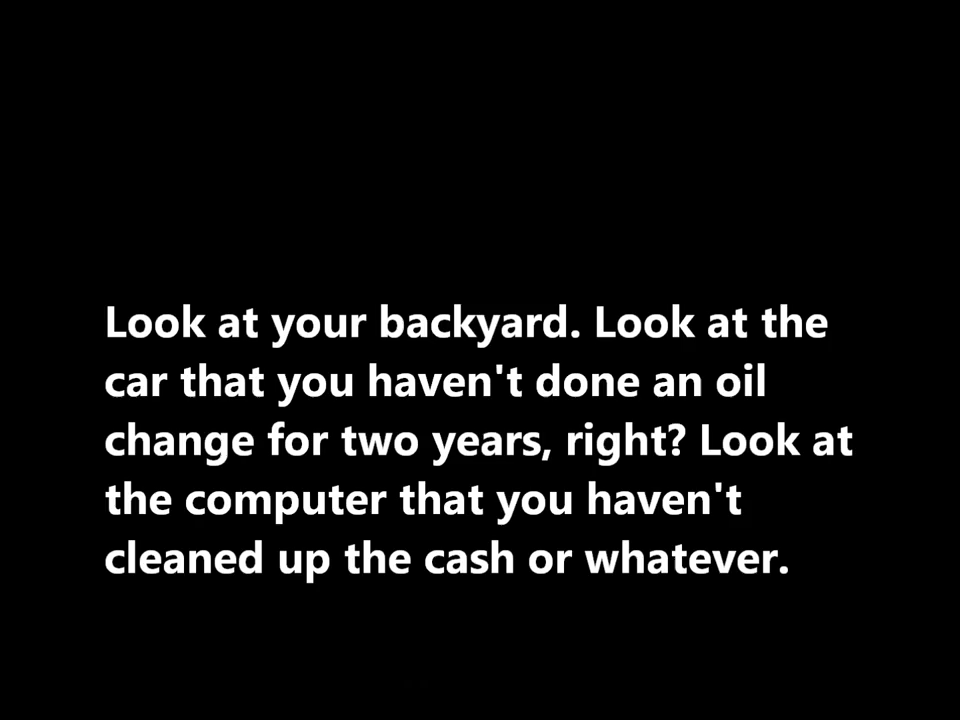 Look at your backyard. Look at the
car that you haven't done an oil
change for two years, right? Look at
the computer that you haven't
cleaned up the cash or whatever.